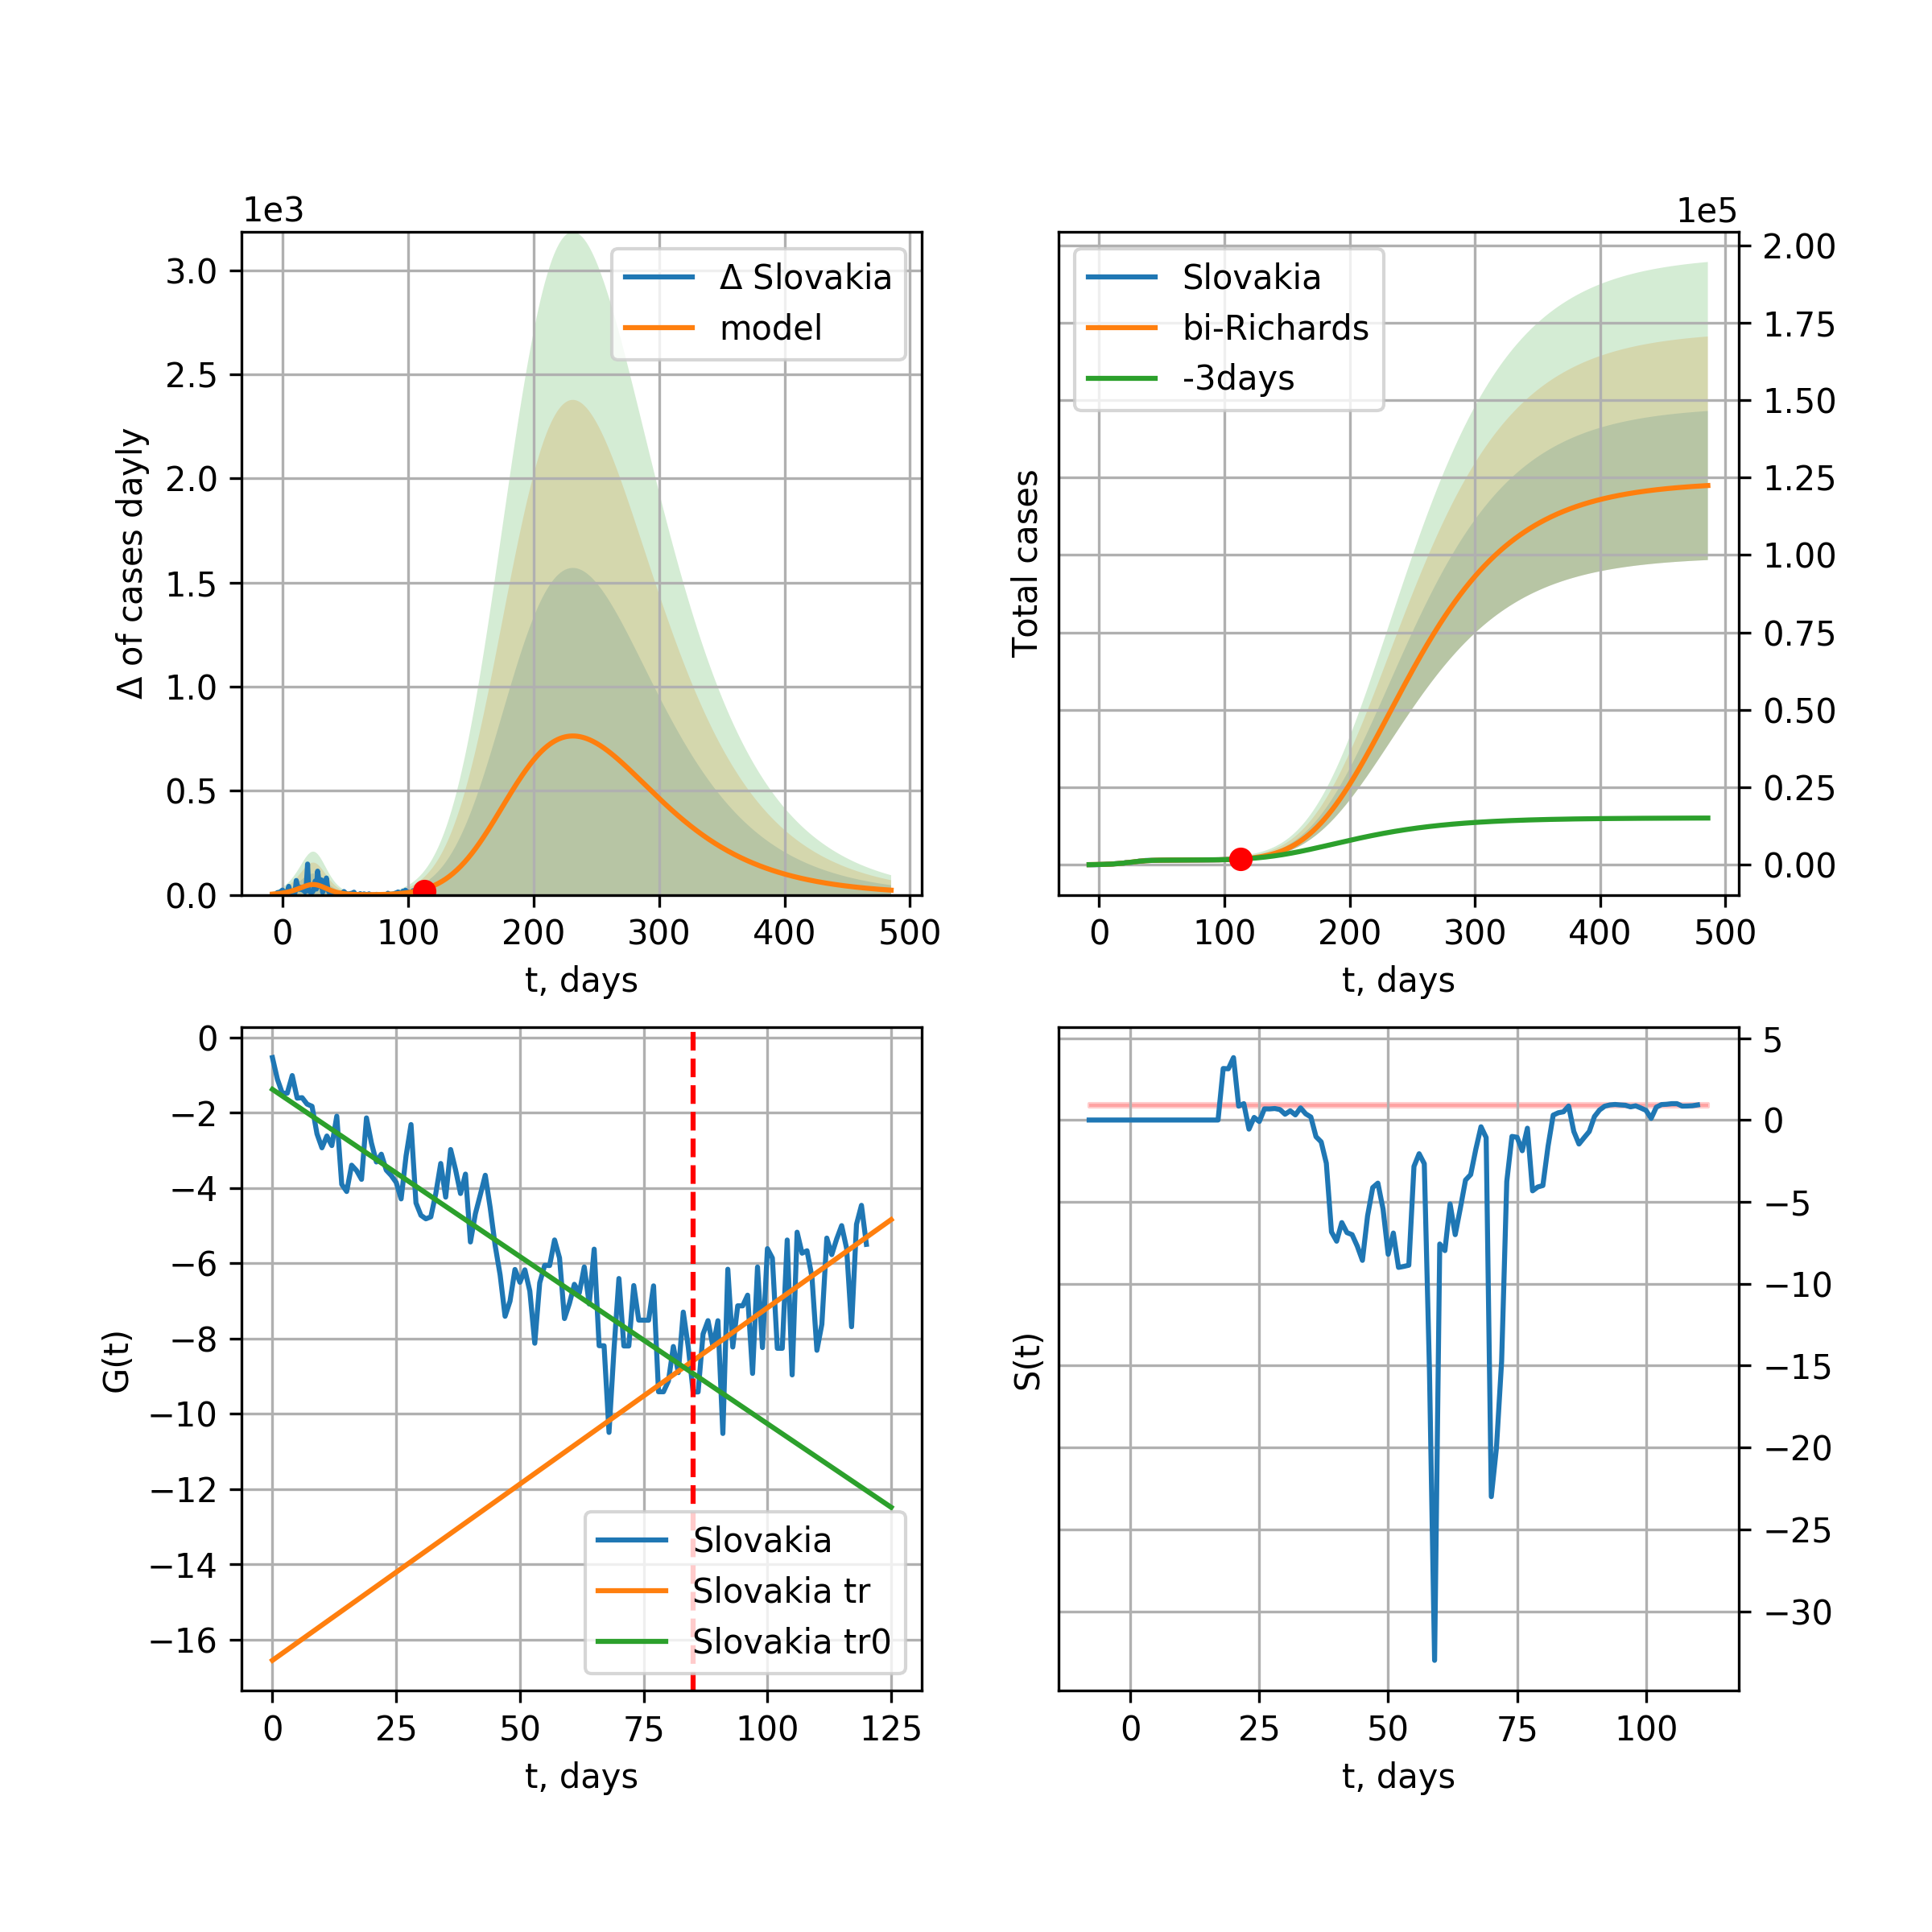 1e3
3.0
2.5
2.0
1.5
1.0
0.5
0.0
Δ of cases dayly
Δ Slovakia
model
0 100 200 300 400 500
t, days
1e5
2.00
1.75
1.50
1.25
1.00
0.75
0.50
0.25
0.00
Total cases
Slovakia
bi-Richards
-3days
0 100 200 300 400 500
t, days
0
−2
−4
−6
−8
−10
−12
−14
−16
G(t)
Slovakia
Slovakia tr
Slovakia tr0
0 25 50 75 100 125
t, days
5
0
−5
−10
−15
−20
−25
−30
S(t)
0 25 50 75 100
t, days